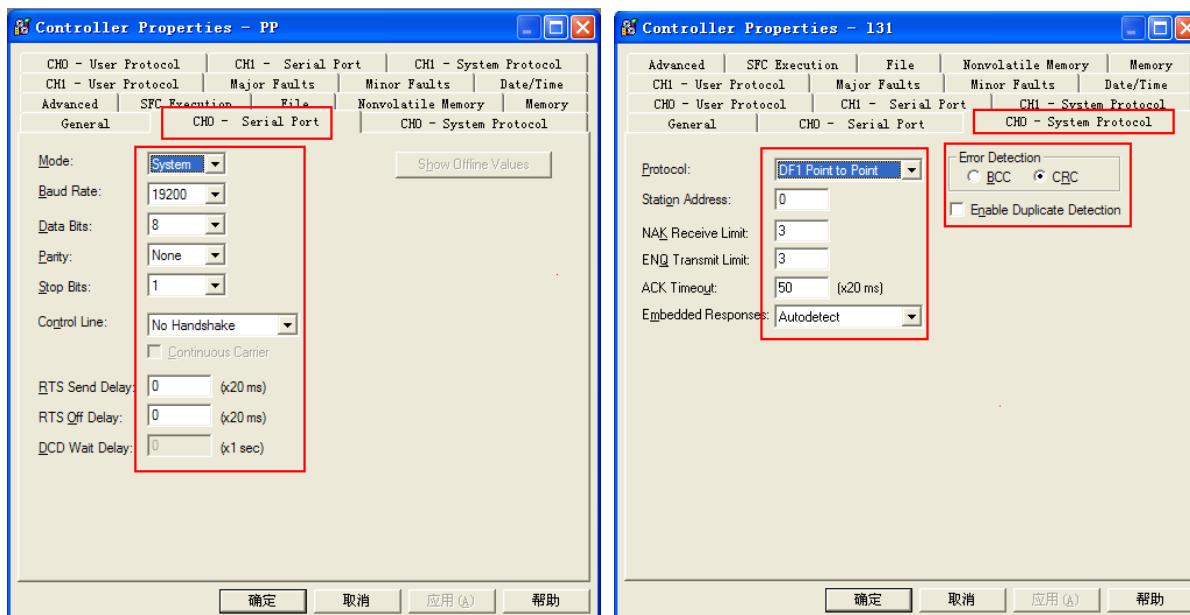 Controller Properties - PP
CH0 - User Protocol
CH1 - Serial Port
CH1 - System Protocol
CH1 - User Protocol
Major Faults
Minor Faults
Date/Time
Advanced
SFC Execution
File
Nonvolatile Memory
Memory
General
CH0 - Serial Port
CH0 - System Protocol
Mode:
System
Show Offline Values
Baud Rate:
19200
Data Bits:
8
Parity:
None
Stop Bits:
1
Control Line:
No Handshake
Continuous Carrier
RTS Send Delay:
0
(x20 ms)
RTS Off Delay:
0
(x20 ms)
DCD Wait Delay:
0
(x1 sec)
确定
取消
应用(A)
帮助
Controller Properties - l31
Advanced
SFC Execution
File
Nonvolatile Memory
Memory
CH1 - User Protocol
Major Faults
Minor Faults
Date/Time
CH0 - User Protocol
CH1 - Serial Port
CH1 - System Protocol
General
CH0 - Serial Port
CH0 - System Protocol
Protocol:
DF1 Point to Point
Error Detection
BCC
CRC
Station Address:
0
Enable Duplicate Detection
NAK Receive Limit:
3
ENQ Transmit Limit:
3
ACK Timeout:
50
(x20 ms)
Embedded Responses:
Autodetect
确定
取消
应用(A)
帮助